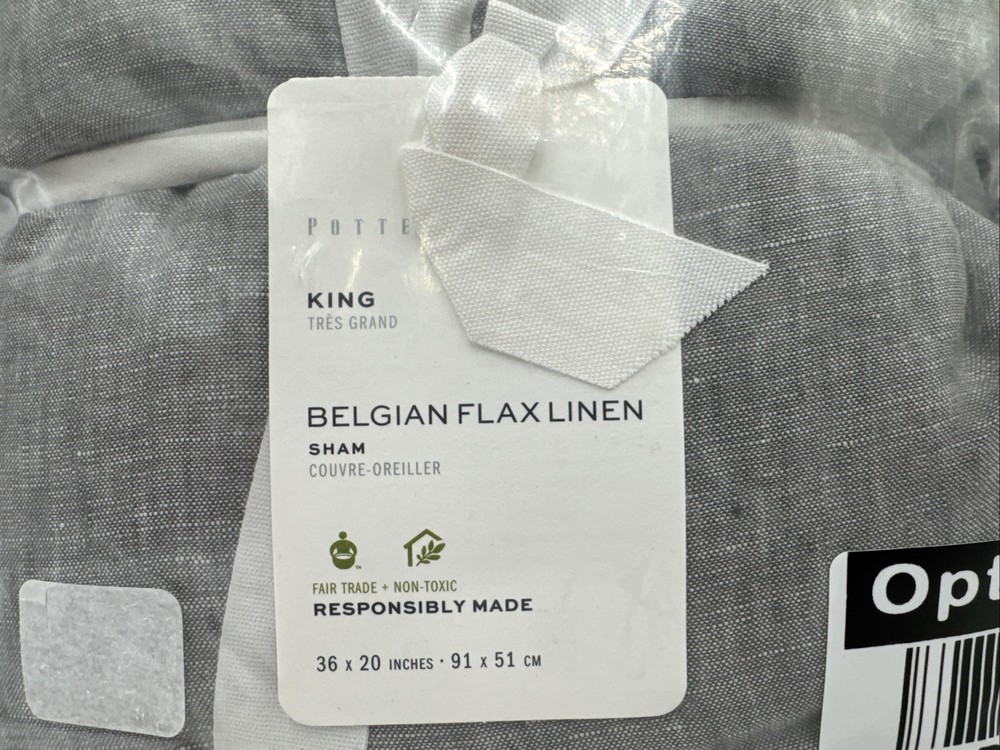 POTTE
KING
TRÈS GRAND
BELGIAN FLAX LINEN
SHAM
COUVRE-OREILLER
FAIR TRADE + NON-TOXIC
RESPONSIBLY MADE
36 x 20 INCHES · 91 x 51 CM
Opt